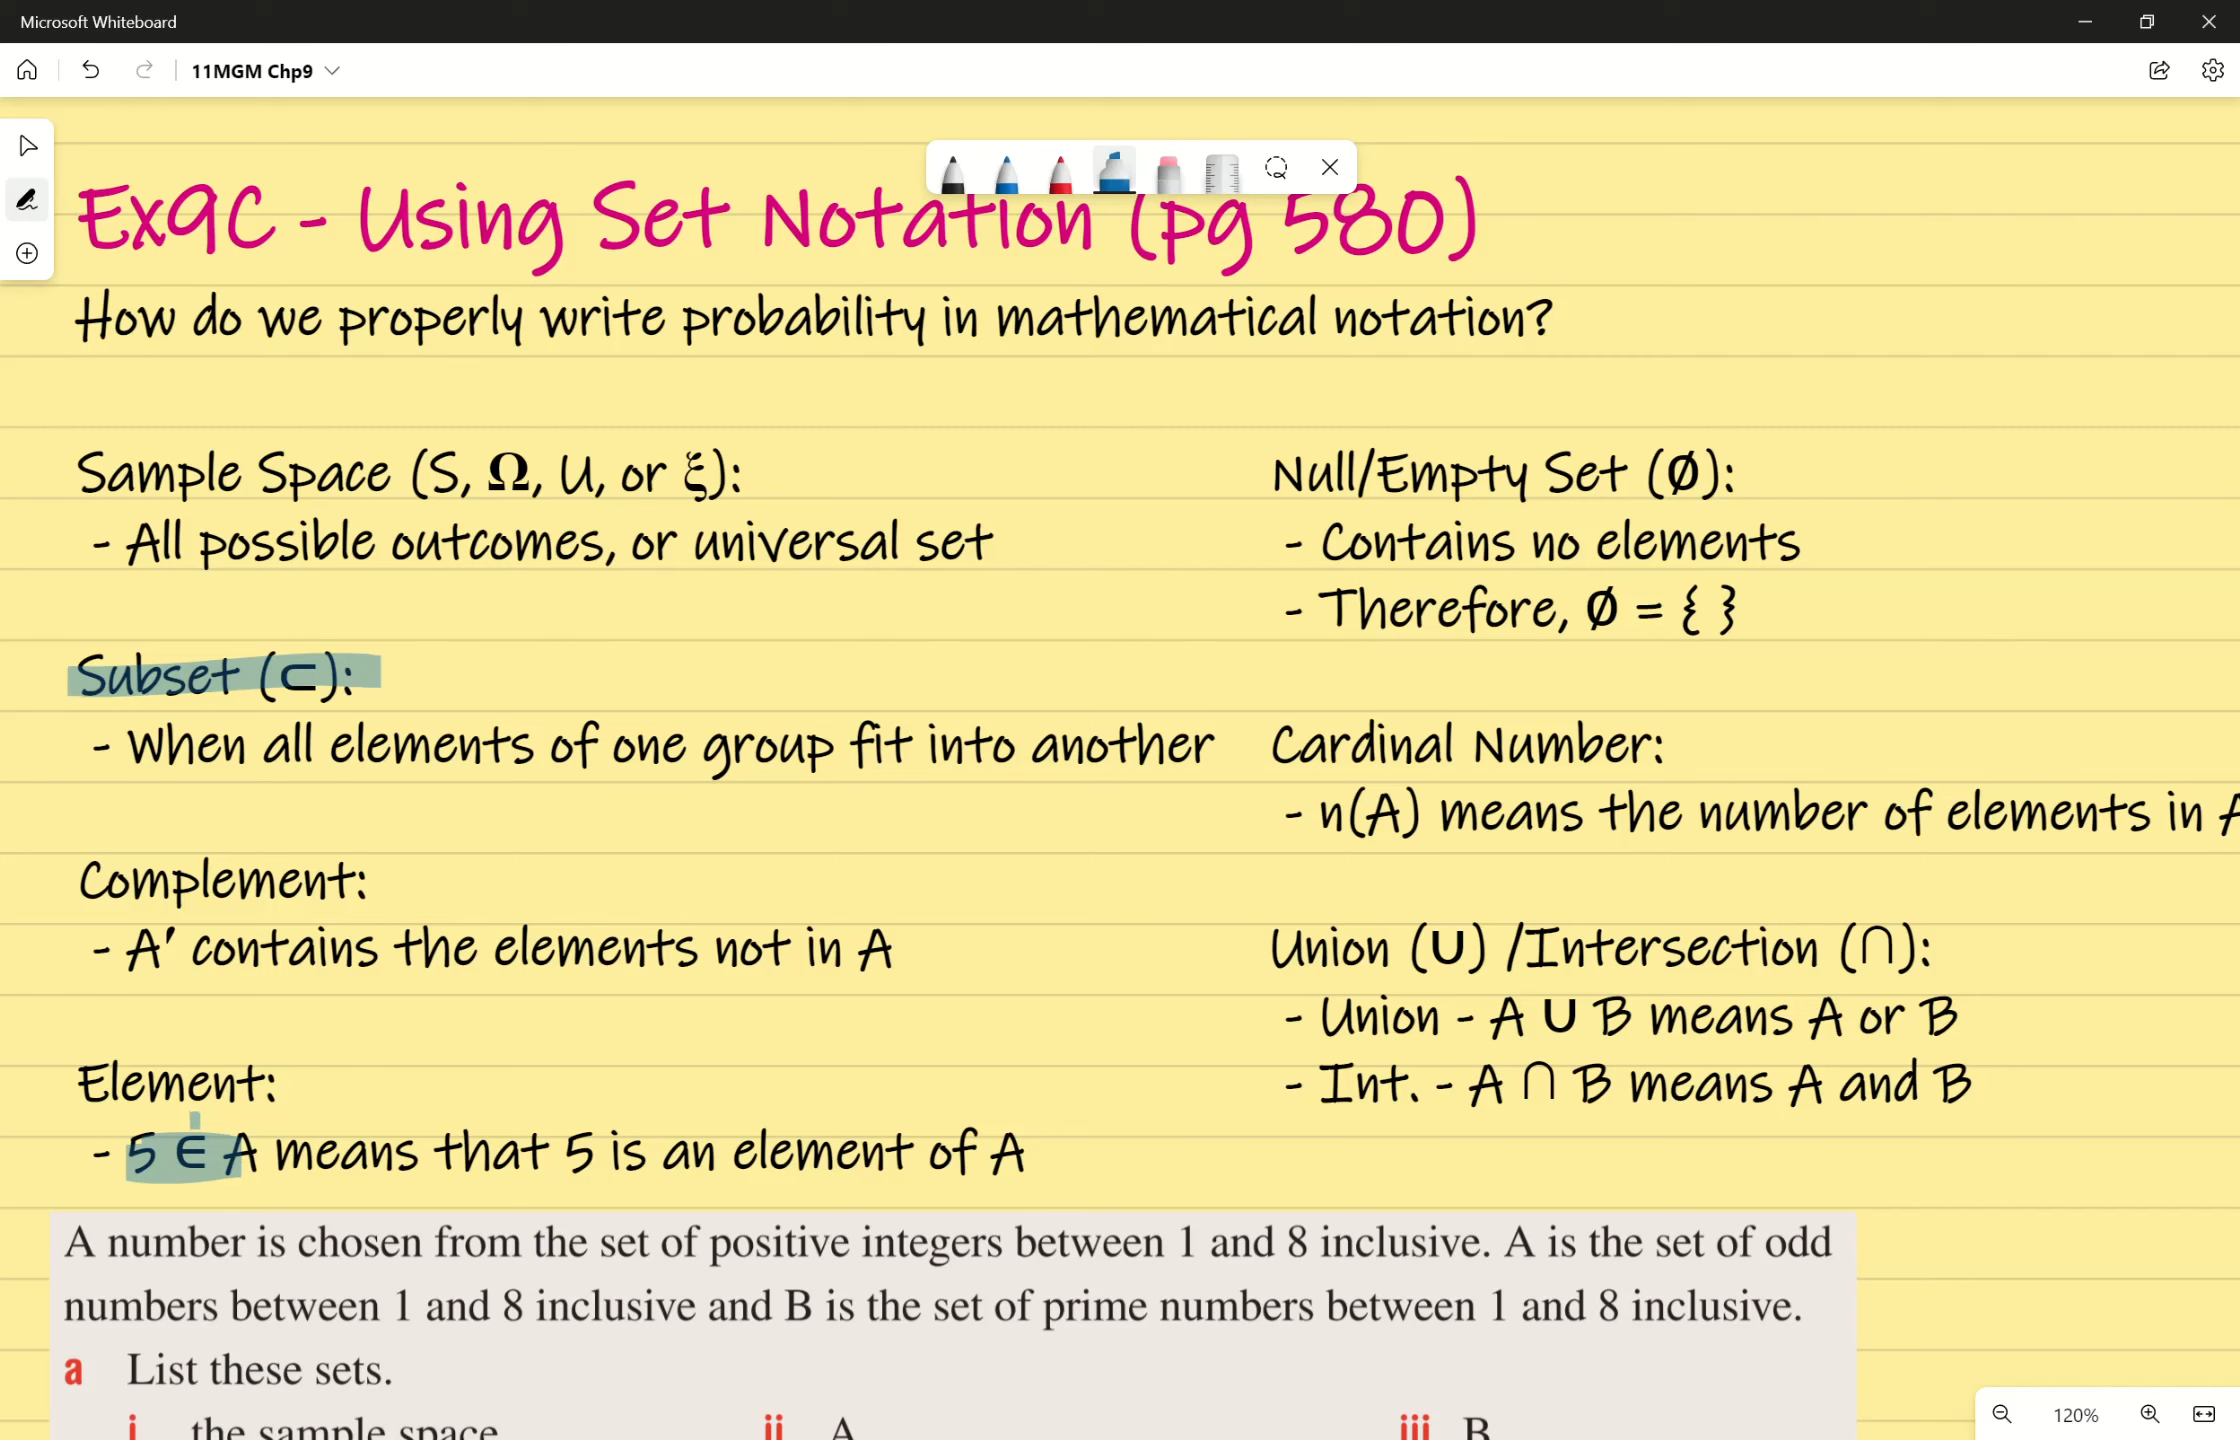 Microsoft Whiteboard
11MGM Chp9
Ex9C - Using Set Notation (pg 580)
How do we properly write probability in mathematical notation?
Sample Space (S, Ω, U, or ξ):
- All possible outcomes, or universal set
Subset (⊂):
- When all elements of one group fit into another
Complement:
- A' contains the elements not in A
Element:
- 5 ∈ A means that 5 is an element of A
Null/Empty Set (Ø):
- Contains no elements
- Therefore, Ø = { }
Cardinal Number:
- n(A) means the number of elements in A
Union (∪) /Intersection (∩):
- Union - A ∪ B means A or B
- Int. - A ∩ B means A and B
A number is chosen from the set of positive integers between 1 and 8 inclusive. A is the set of odd
numbers between 1 and 8 inclusive and B is the set of prime numbers between 1 and 8 inclusive.
a List these sets.
i the sample space ii A iii B
120%